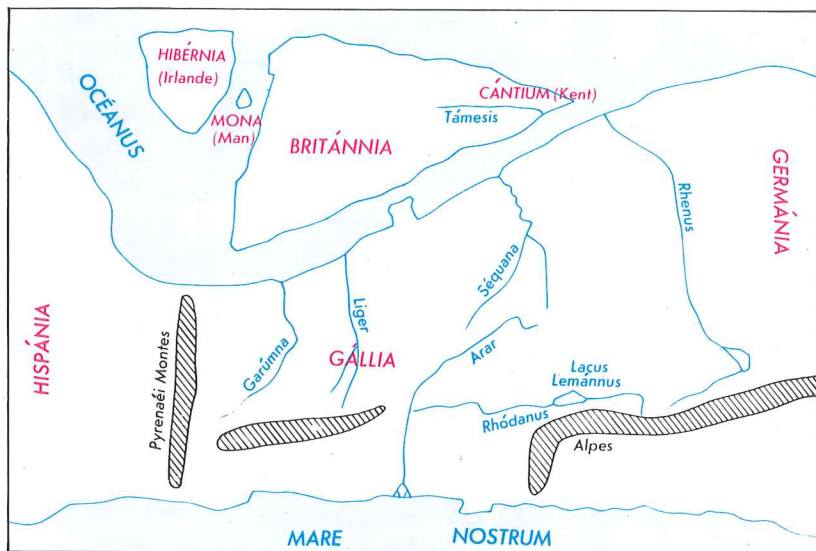 HIBÉRNIA
(Irlande)
OCÉANUS
MONA
(Man)
CÁNTIUM (Kent)
Támesis
BRITÁNNIA
GERMÁNIA
Rhenus
Séquana
HISPÁNIA
Pyrenaéi Montes
Garúmna
Liger
GÁLLIA
Arar
Lacus
Lemánnus
Rhódanus
Alpes
MARE NOSTRUM